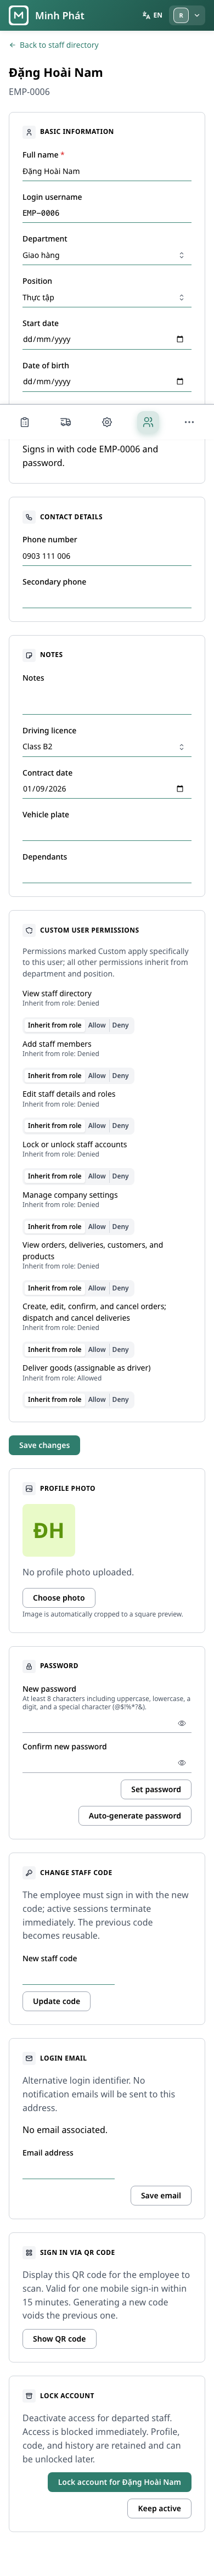 Minh Phát
EN
R
Back to staff directory
Đặng Hoài Nam
EMP-0006
BASIC INFORMATION
Full name *
Đặng Hoài Nam
Login username
EMP-0006
Department
Giao hàng
Position
Thực tập
Start date
dd/mm/yyyy
Date of birth
dd/mm/yyyy
Signs in with code EMP-0006 and
password.
CONTACT DETAILS
Phone number
0903 111 006
Secondary phone
NOTES
Notes
Driving licence
Class B2
Contract date
01/09/2026
Vehicle plate
Dependants
CUSTOM USER PERMISSIONS
Permissions marked Custom apply specifically
to this user; all other permissions inherit from
department and position.
View staff directory
Inherit from role: Denied
Inherit from role Allow Deny
Add staff members
Inherit from role: Denied
Inherit from role Allow Deny
Edit staff details and roles
Inherit from role: Denied
Inherit from role Allow Deny
Lock or unlock staff accounts
Inherit from role: Denied
Inherit from role Allow Deny
Manage company settings
Inherit from role: Denied
Inherit from role Allow Deny
View orders, deliveries, customers, and
products
Inherit from role: Denied
Inherit from role Allow Deny
Create, edit, confirm, and cancel orders;
dispatch and cancel deliveries
Inherit from role: Denied
Inherit from role Allow Deny
Deliver goods (assignable as driver)
Inherit from role: Allowed
Inherit from role Allow Deny
Save changes
PROFILE PHOTO
ĐH
No profile photo uploaded.
Choose photo
Image is automatically cropped to a square preview.
PASSWORD
New password
At least 8 characters including uppercase, lowercase, a
digit, and a special character (@$!%*?&).
Confirm new password
Set password
Auto-generate password
CHANGE STAFF CODE
The employee must sign in with the new
code; active sessions terminate
immediately. The previous code
becomes reusable.
New staff code
Update code
LOGIN EMAIL
Alternative login identifier. No
notification emails will be sent to this
address.
No email associated.
Email address
Save email
SIGN IN VIA QR CODE
Display this QR code for the employee to
scan. Valid for one mobile sign-in within
15 minutes. Generating a new code
voids the previous one.
Show QR code
LOCK ACCOUNT
Deactivate access for departed staff.
Access is blocked immediately. Profile,
code, and history are retained and can
be unlocked later.
Lock account for Đặng Hoài Nam
Keep active